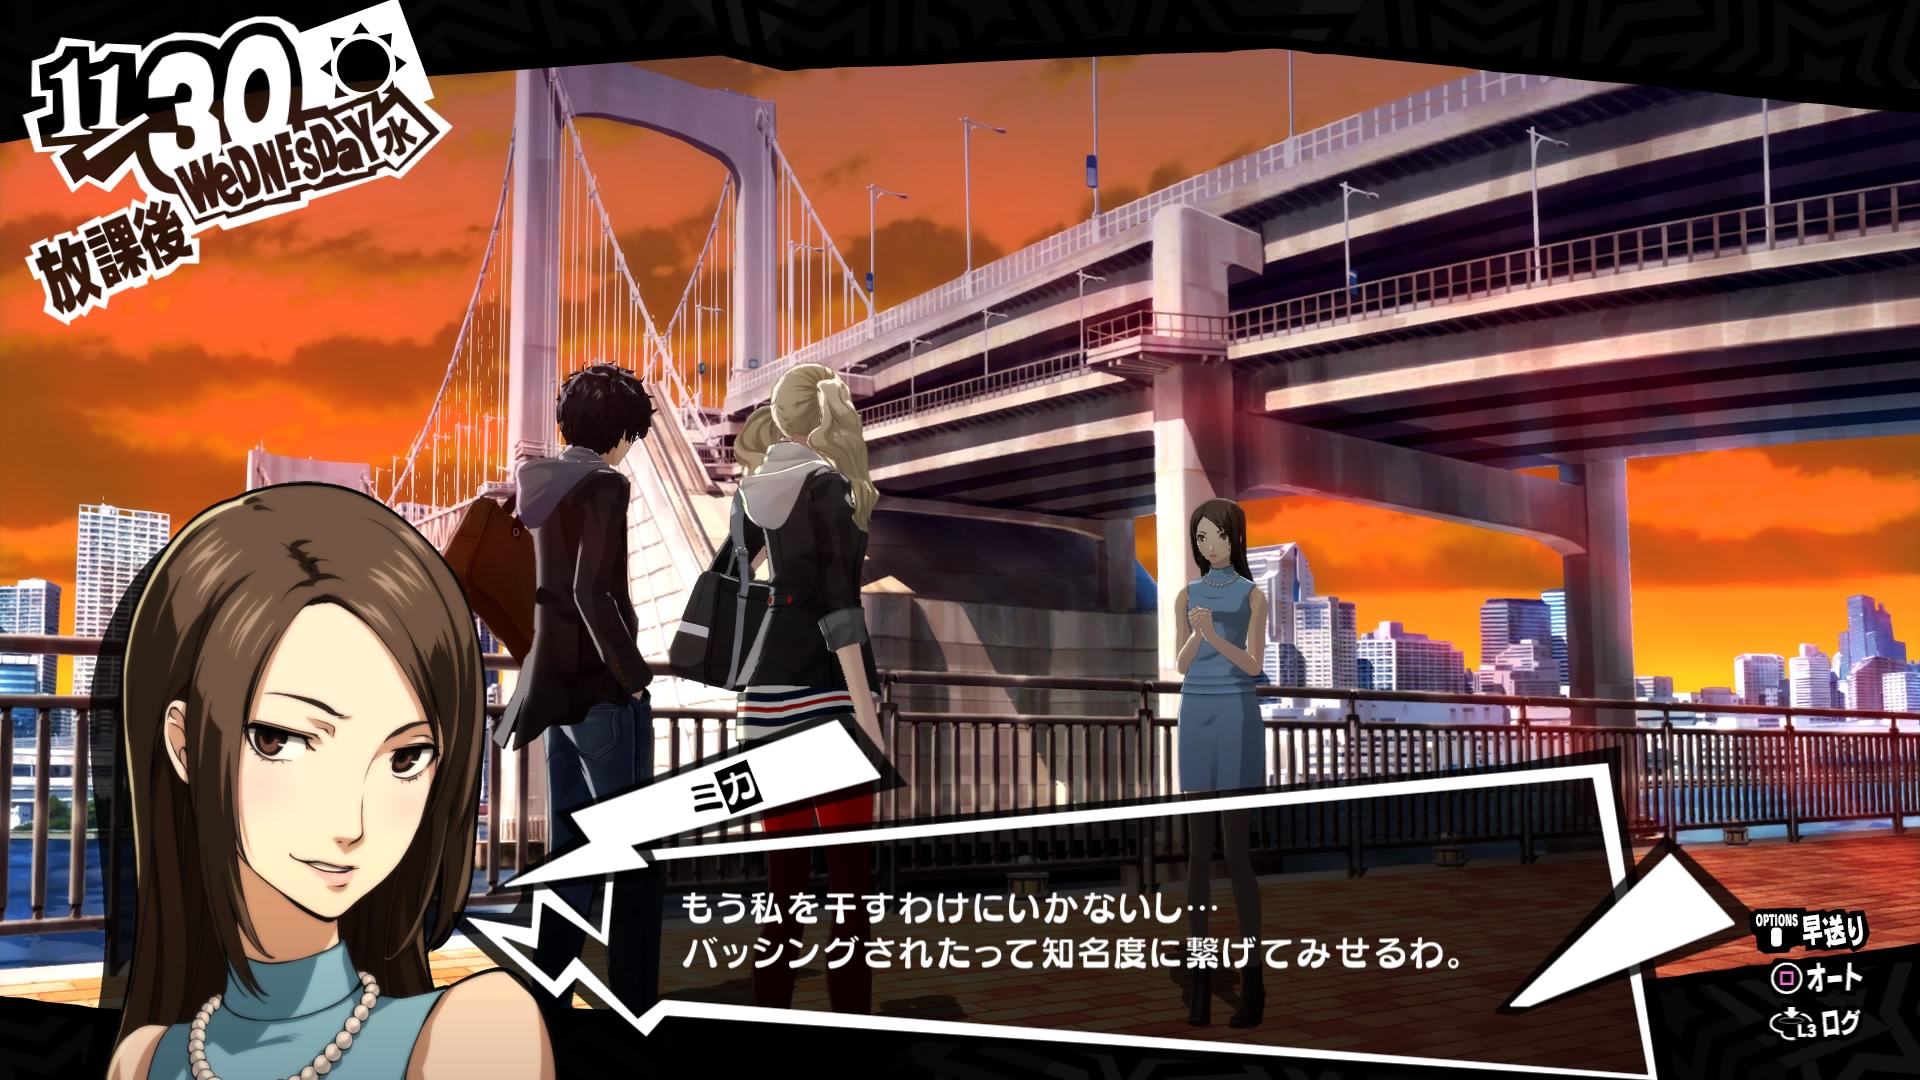 11 30
WeDNESDaY 水
放課後
ミカ
もう私を干すわけにいかないし…
バッシングされたって知名度に繋げてみせるわ。
OPTIONS 早送り
オート
L3 ログ